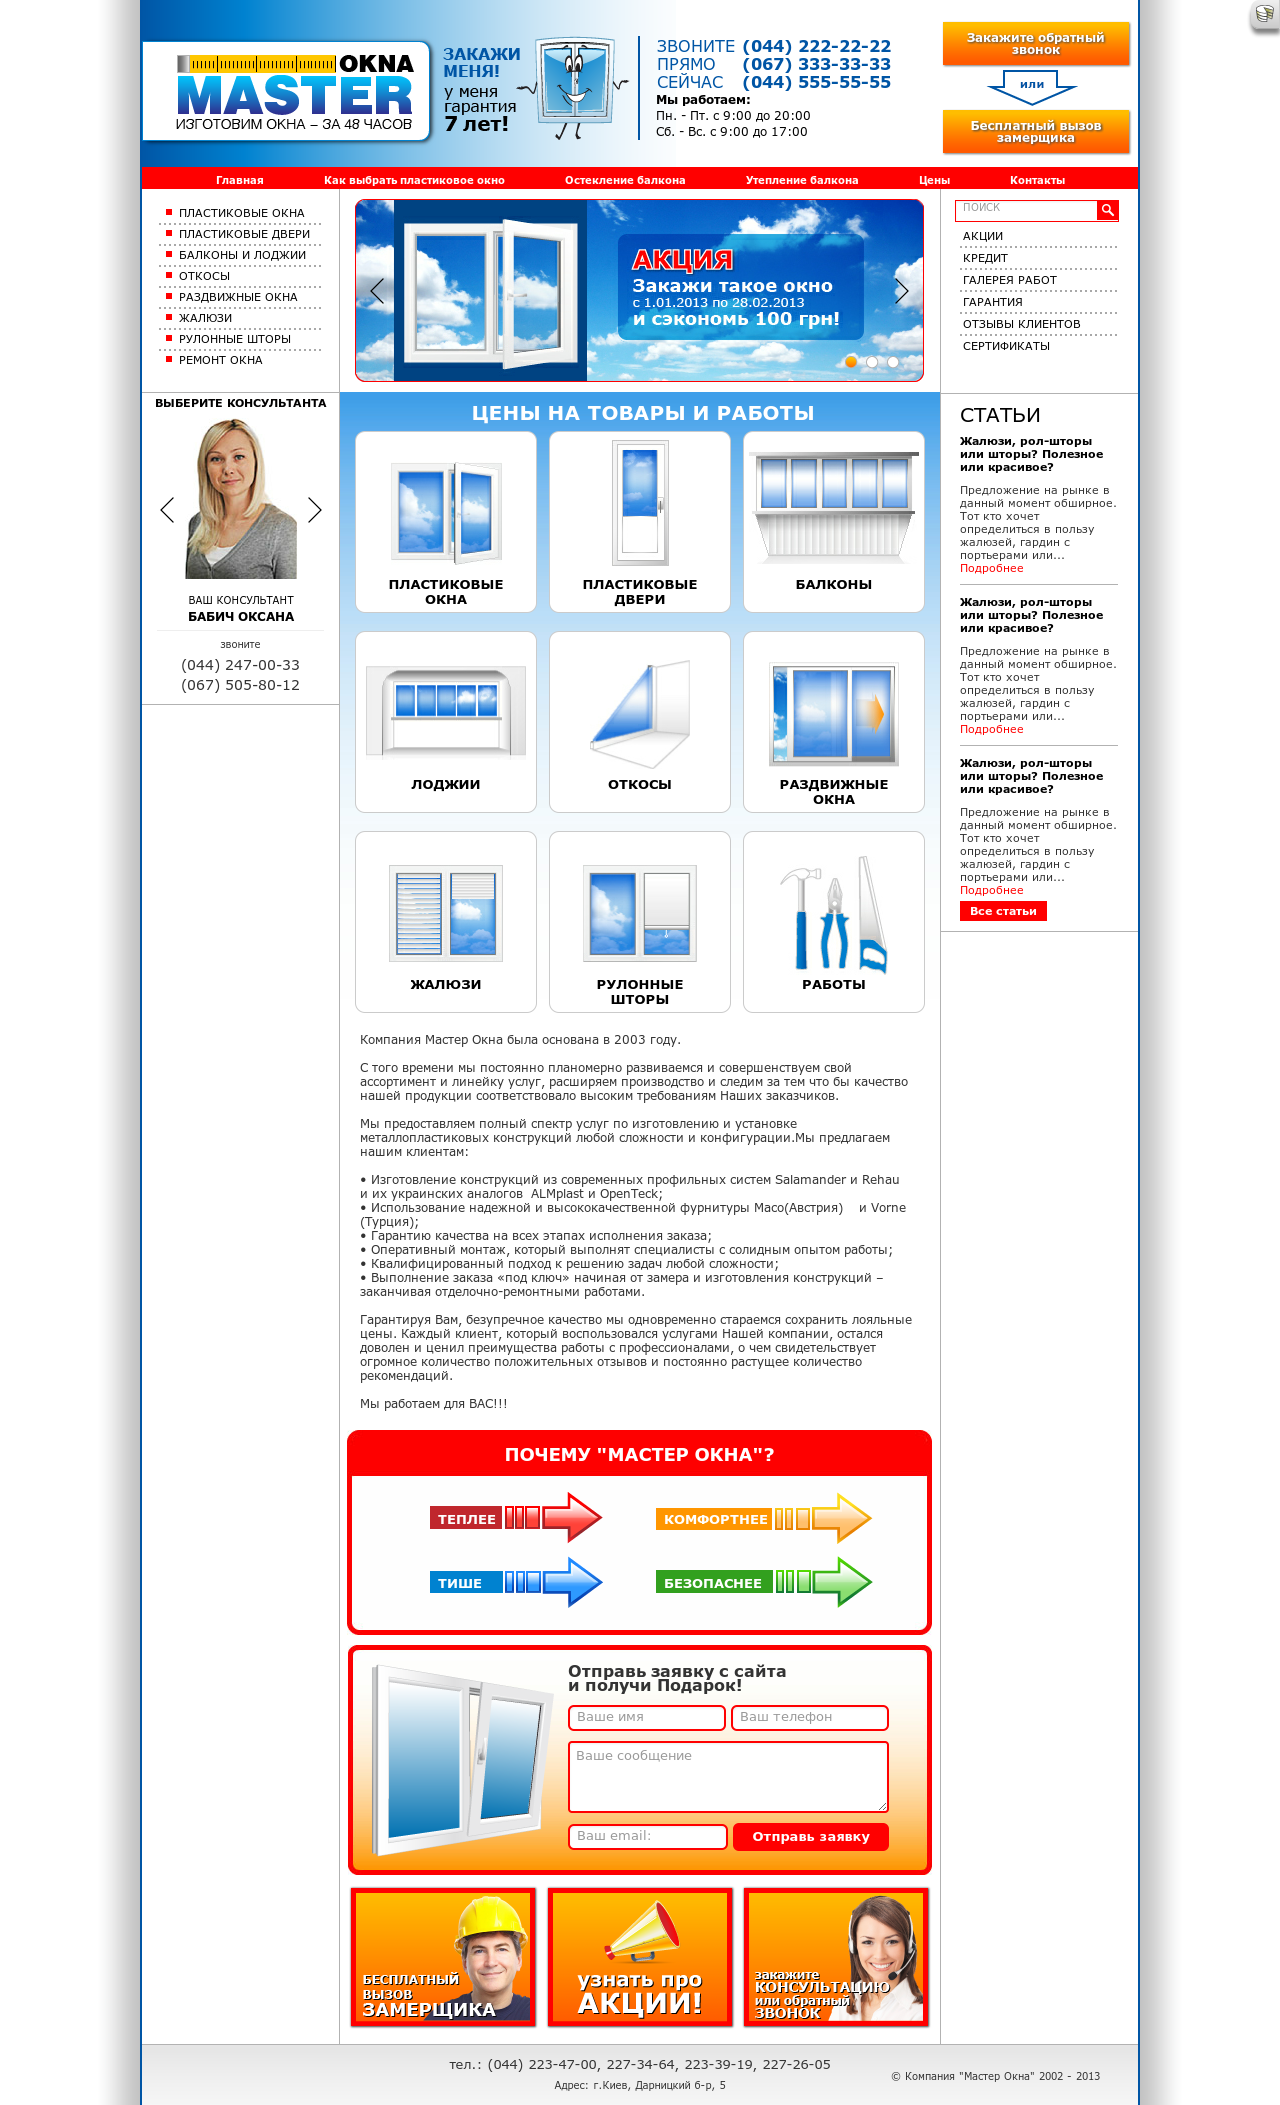 ОКНА
MASTER
ИЗГОТОВИМ ОКНА – ЗА 48 ЧАСОВ
ЗАКАЖИ
МЕНЯ!
у меня
гарантия
7 лет!
ЗВОНИТЕ (044) 222-22-22
ПРЯМО (067) 333-33-33
СЕЙЧАС (044) 555-55-55
Мы работаем:
Пн. - Пт. с 9:00 до 20:00
Сб. - Вс. с 9:00 до 17:00
Закажите обратный
звонок
или
Бесплатный вызов
замерщика
Главная Как выбрать пластиковое окно Остекление балкона Утепление балкона Цены Контакты
ПЛАСТИКОВЫЕ ОКНА
ПЛАСТИКОВЫЕ ДВЕРИ
БАЛКОНЫ И ЛОДЖИИ
ОТКОСЫ
РАЗДВИЖНЫЕ ОКНА
ЖАЛЮЗИ
РУЛОННЫЕ ШТОРЫ
РЕМОНТ ОКНА
АКЦИЯ
Закажи такое окно
с 1.01.2013 по 28.02.2013
и сэкономь 100 грн!
ПОИСК
АКЦИИ
КРЕДИТ
ГАЛЕРЕЯ РАБОТ
ГАРАНТИЯ
ОТЗЫВЫ КЛИЕНТОВ
СЕРТИФИКАТЫ
ВЫБЕРИТЕ КОНСУЛЬТАНТА
ВАШ КОНСУЛЬТАНТ
БАБИЧ ОКСАНА
звоните
(044) 247-00-33
(067) 505-80-12
ЦЕНЫ НА ТОВАРЫ И РАБОТЫ
ПЛАСТИКОВЫЕ
ОКНА
ПЛАСТИКОВЫЕ
ДВЕРИ
БАЛКОНЫ
ЛОДЖИИ
ОТКОСЫ
РАЗДВИЖНЫЕ
ОКНА
ЖАЛЮЗИ
РУЛОННЫЕ
ШТОРЫ
РАБОТЫ
СТАТЬИ
Жалюзи, рол-шторы
или шторы? Полезное
или красивое?
Предложение на рынке в
данный момент обширное.
Тот кто хочет
определиться в пользу
жалюзей, гардин с
портьерами или...
Подробнее
Жалюзи, рол-шторы
или шторы? Полезное
или красивое?
Предложение на рынке в
данный момент обширное.
Тот кто хочет
определиться в пользу
жалюзей, гардин с
портьерами или...
Подробнее
Жалюзи, рол-шторы
или шторы? Полезное
или красивое?
Предложение на рынке в
данный момент обширное.
Тот кто хочет
определиться в пользу
жалюзей, гардин с
портьерами или...
Подробнее
Все статьи
Компания Мастер Окна была основана в 2003 году.
С того времени мы постоянно планомерно развиваемся и совершенствуем свой
ассортимент и линейку услуг, расширяем производство и следим за тем что бы качество
нашей продукции соответствовало высоким требованиям Наших заказчиков.
Мы предоставляем полный спектр услуг по изготовлению и установке
металлопластиковых конструкций любой сложности и конфигурации.Мы предлагаем
нашим клиентам:
• Изготовление конструкций из современных профильных систем Salamander и Rehau
и их украинских аналогов ALMplast и OpenTeck;
• Использование надежной и высококачественной фурнитуры Maco(Австрия) и Vorne
(Турция);
• Гарантию качества на всех этапах исполнения заказа;
• Оперативный монтаж, который выполнят специалисты с солидным опытом работы;
• Квалифицированный подход к решению задач любой сложности;
• Выполнение заказа «под ключ» начиная от замера и изготовления конструкций –
заканчивая отделочно-ремонтными работами.
Гарантируя Вам, безупречное качество мы одновременно стараемся сохранить лояльные
цены. Каждый клиент, который воспользовался услугами Нашей компании, остался
доволен и ценил преимущества работы с профессионалами, о чем свидетельствует
огромное количество положительных отзывов и постоянно растущее количество
рекомендаций.
Мы работаем для ВАС!!!
ПОЧЕМУ "МАСТЕР ОКНА"?
ТЕПЛЕЕ
КОМФОРТНЕЕ
ТИШЕ
БЕЗОПАСНЕЕ
Отправь заявку с сайта
и получи Подарок!
Ваше имя
Ваш телефон
Ваше сообщение
Ваш email:
Отправь заявку
БЕСПЛАТНЫЙ
ВЫЗОВ
ЗАМЕРЩИКА
узнать про
АКЦИИ!
закажите
КОНСУЛЬТАЦИЮ
или обратный
ЗВОНОК
тел.: (044) 223-47-00, 227-34-64, 223-39-19, 227-26-05
Адрес: г.Киев, Дарницкий б-р, 5
© Компания "Мастер Окна" 2002 - 2013